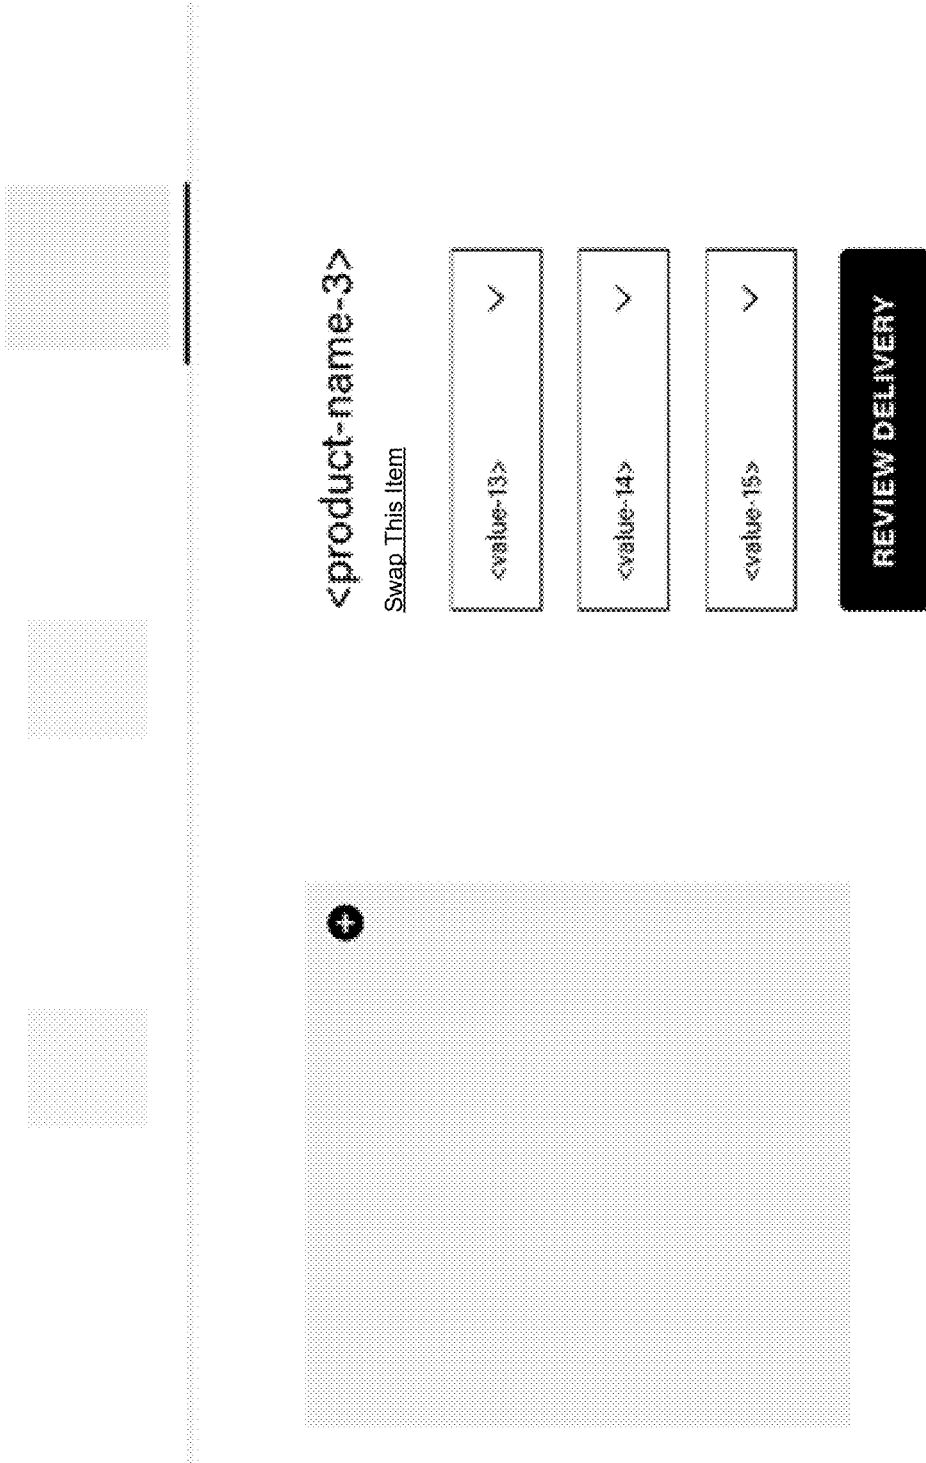 <product-name-3>
Swap This Item
<value-13>
<value-14>
<value-15>
REVIEW DELIVERY